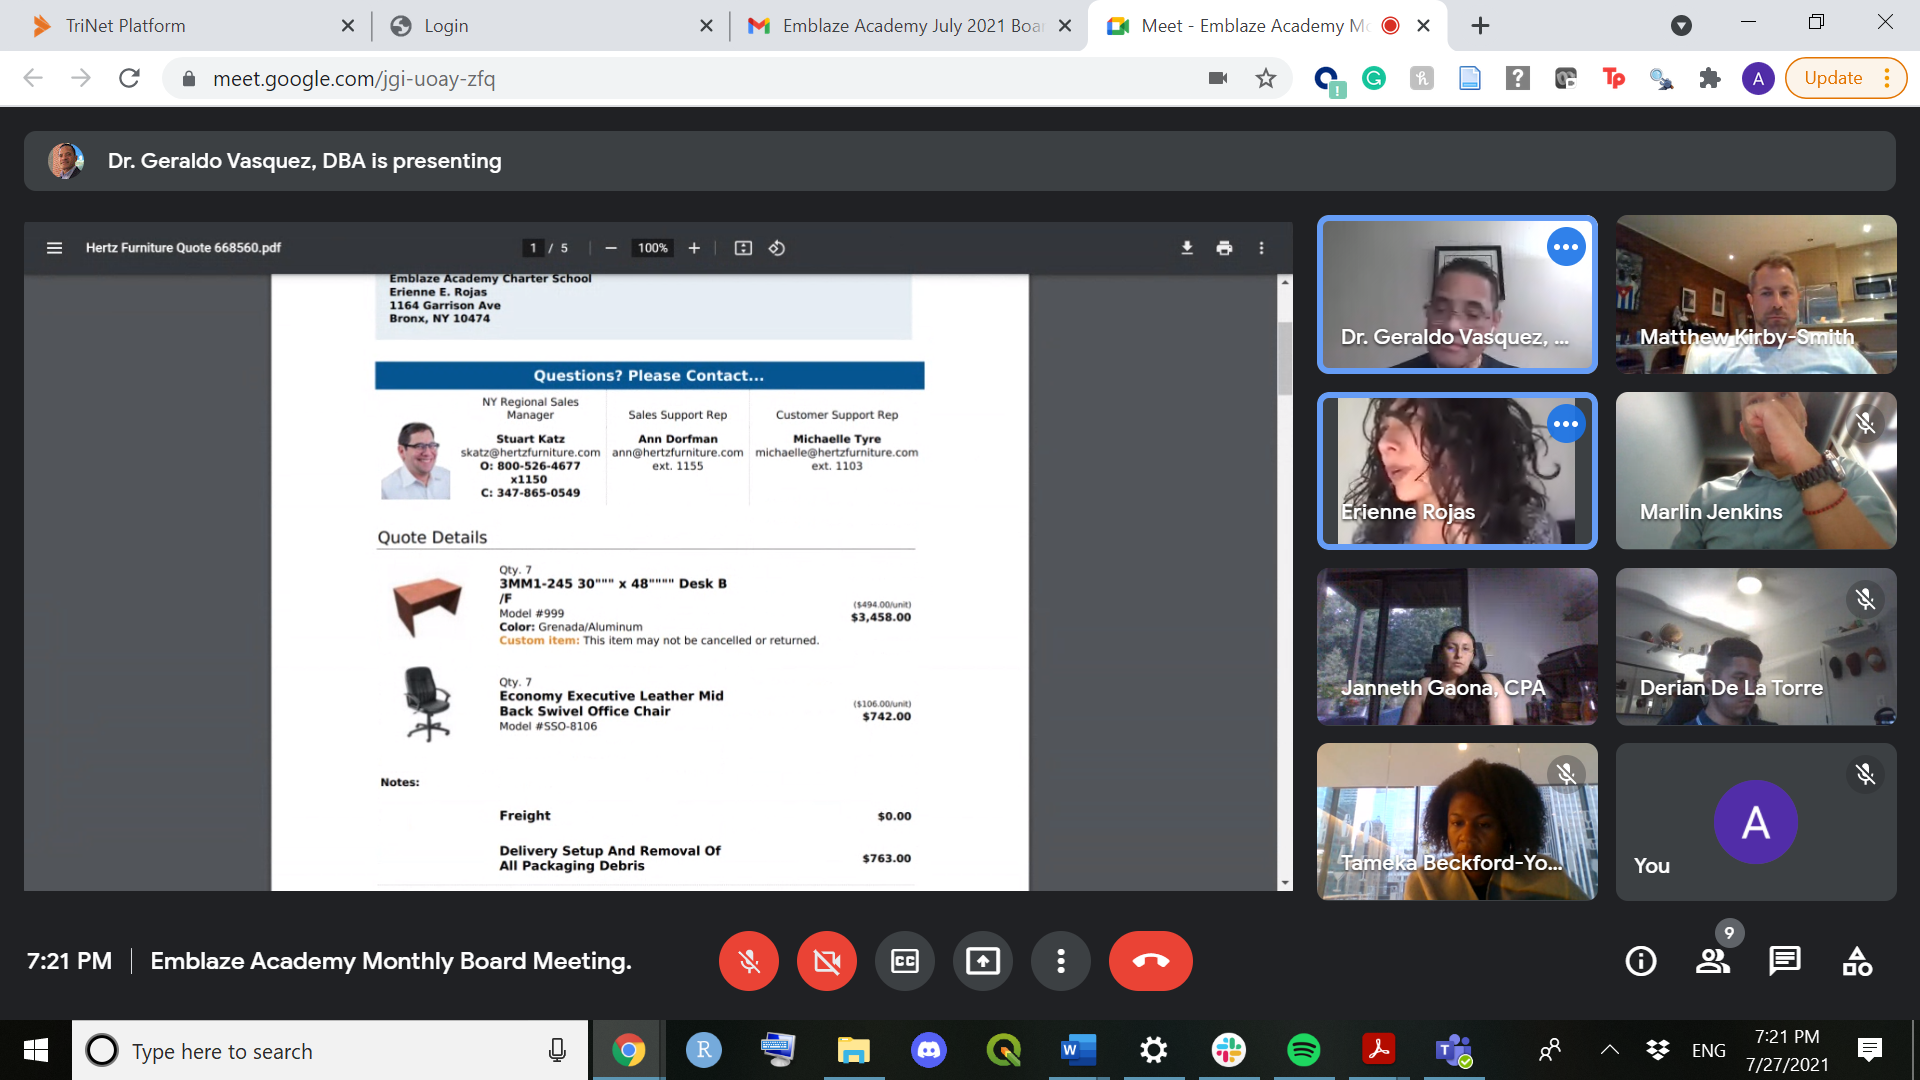 TriNet Platform
Login
Emblaze Academy July 2021 Boar
Meet - Emblaze Academy Mo
meet.google.com/jgi-uoay-zfq
A
Update
Dr. Geraldo Vasquez, DBA is presenting
Hertz Furniture Quote 668560.pdf
1 / 5
100%
Emblaze Academy Charter School
Erienne E. Rojas
1164 Garrison Ave
Bronx, NY 10474
Questions? Please Contact...
NY Regional Sales
Manager
Stuart Katz
skatz@hertzfurniture.com
O: 800-526-4677
x1150
C: 347-865-0549
Sales Support Rep
Ann Dorfman
ann@hertzfurniture.com
ext. 1155
Customer Support Rep
Michaelle Tyre
michaelle@hertzfurniture.com
ext. 1103
Quote Details
Qty. 7
3MM1-245 30""" x 48"""" Desk B
/F
Model #999
Color: Grenada/Aluminum
Custom item: This item may not be cancelled or returned.
($494.00/unit)
$3,458.00
Qty. 7
Economy Executive Leather Mid
Back Swivel Office Chair
Model #SSO-8106
($106.00/unit)
$742.00
Notes:
Freight
$0.00
Delivery Setup And Removal Of
All Packaging Debris
$763.00
Dr. Geraldo Vasquez, ...
Matthew Kirby-Smith
Erienne Rojas
Marlin Jenkins
Janneth Gaona, CPA
Derian De La Torre
Tameka Beckford-Yo...
A
You
7:21 PM
Emblaze Academy Monthly Board Meeting.
CC
9
Type here to search
ENG
7:21 PM
7/27/2021